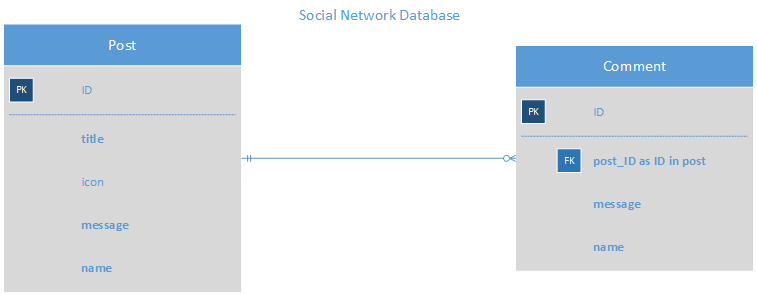 Social Network Database
Post
PK ID
title
icon
message
name
Comment
PK ID
FK post_ID as ID in post
message
name